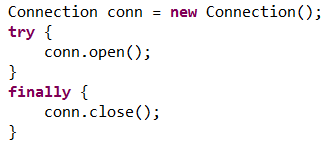 Connection conn = new Connection();
try {
    conn.open();
}
finally {
    conn.close();
}